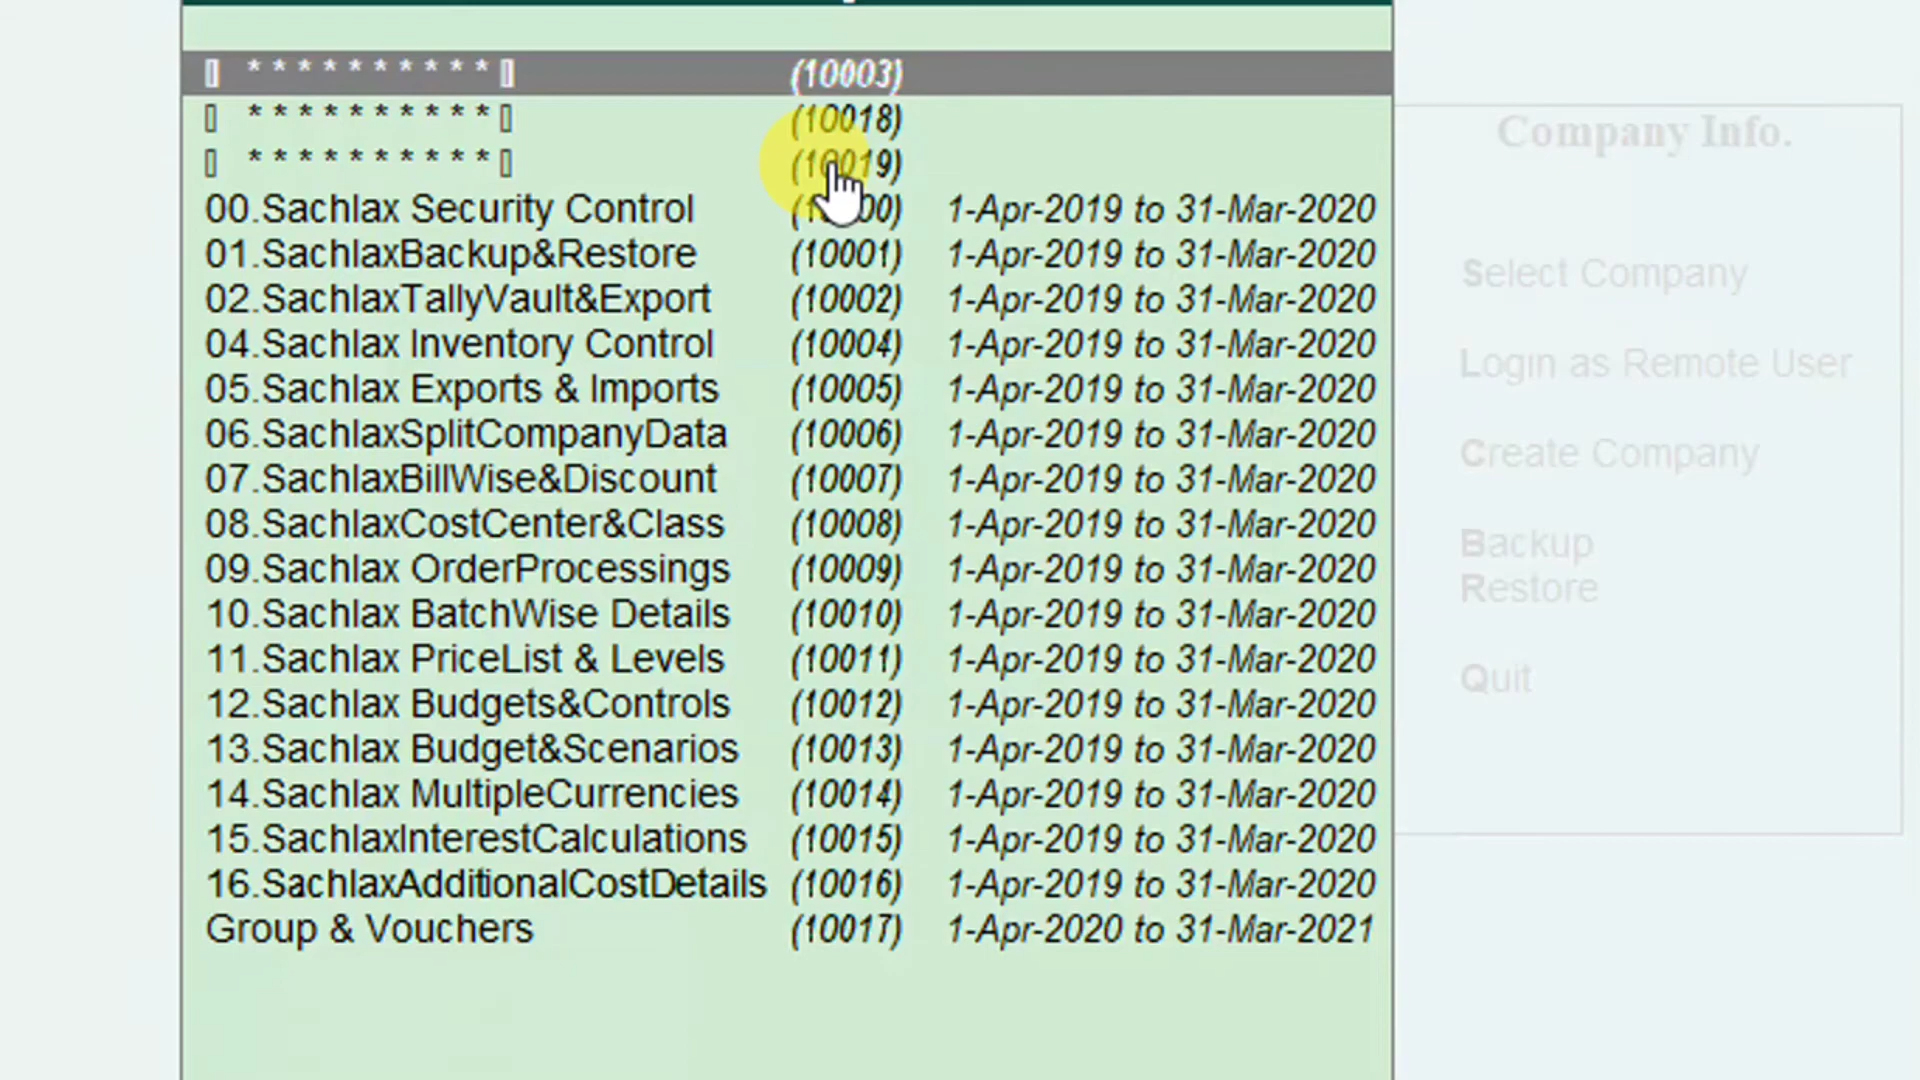 * * * * * * * * * * (10003)
* * * * * * * * * * (10018)
* * * * * * * * * * (10019)
00.Sachlax Security Control 1-Apr-2019 to 31-Mar-2020
01.SachlaxBackup&Restore (10001) 1-Apr-2019 to 31-Mar-2020
02.SachlaxTallyVault&Export (10002) 1-Apr-2019 to 31-Mar-2020
04.Sachlax Inventory Control (10004) 1-Apr-2019 to 31-Mar-2020
05.Sachlax Exports & Imports (10005) 1-Apr-2019 to 31-Mar-2020
06.SachlaxSplitCompanyData (10006) 1-Apr-2019 to 31-Mar-2020
07.SachlaxBillWise&Discount (10007) 1-Apr-2019 to 31-Mar-2020
08.SachlaxCostCenter&Class (10008) 1-Apr-2019 to 31-Mar-2020
09.Sachlax OrderProcessings (10009) 1-Apr-2019 to 31-Mar-2020
10.Sachlax BatchWise Details (10010) 1-Apr-2019 to 31-Mar-2020
11.Sachlax PriceList & Levels (10011) 1-Apr-2019 to 31-Mar-2020
12.Sachlax Budgets&Controls (10012) 1-Apr-2019 to 31-Mar-2020
13.Sachlax Budget&Scenarios (10013) 1-Apr-2019 to 31-Mar-2020
14.Sachlax MultipleCurrencies (10014) 1-Apr-2019 to 31-Mar-2020
15.SachlaxInterestCalculations (10015) 1-Apr-2019 to 31-Mar-2020
16.SachlaxAdditionalCostDetails (10016) 1-Apr-2019 to 31-Mar-2020
Group & Vouchers (10017) 1-Apr-2020 to 31-Mar-2021
Company Info.
Select Company
Login as Remote User
Create Company
Backup
Restore
Quit